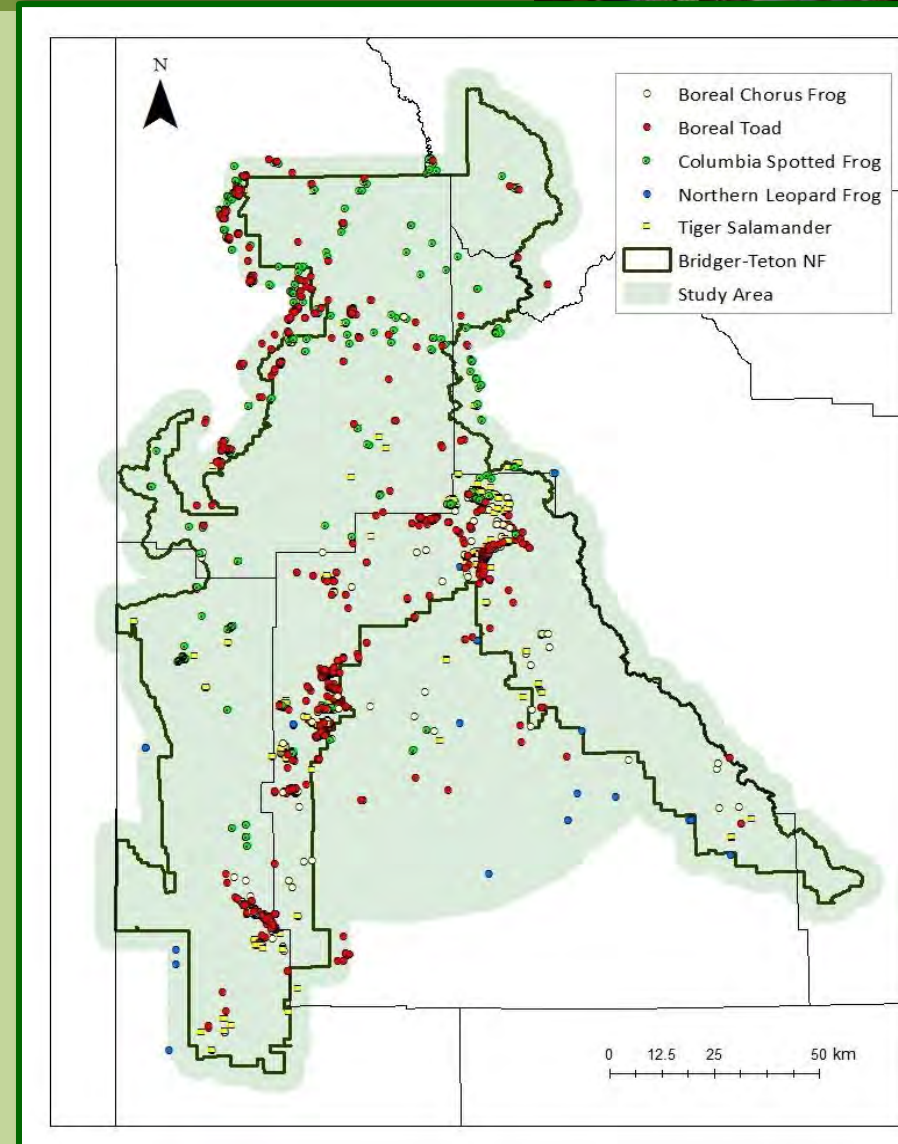 N
Boreal Chorus Frog
Boreal Toad
Columbia Spotted Frog
Northern Leopard Frog
Tiger Salamander
Bridger-Teton NF
Study Area
0 12.5 25 50 km